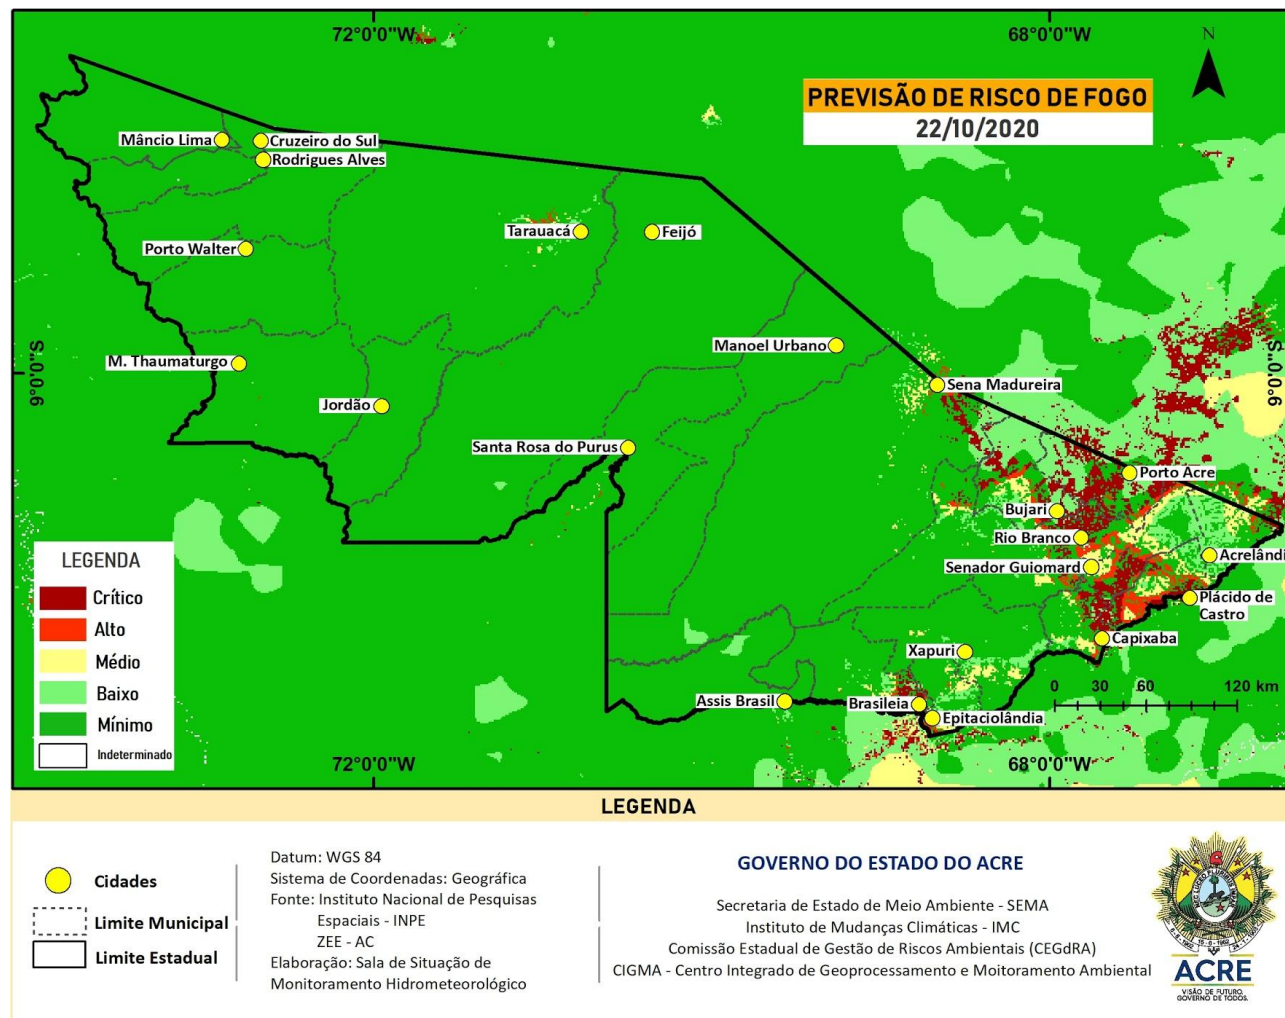 72°0'0"W
68°0'0"W
N
PREVISÃO DE RISCO DE FOGO
22/10/2020
Mâncio Lima
Cruzeiro do Sul
Rodrigues Alves
Tarauacá
Feijó
Porto Walter
Manoel Urbano
M. Thaumaturgo
9°0'0"S
9°0'0"S
Sena Madureira
Jordão
Santa Rosa do Purus
Porto Acre
Bujari
Rio Branco
Acrelândi
Senador Guiomard
Plácido de
Castro
Capixaba
Xapuri
Assis Brasil
Brasileia
Epitaciolândia
0 30 60 120 km
LEGENDA
Crítico
Alto
Médio
Baixo
Mínimo
Indeterminado
72°0'0"W
68°0'0"W
LEGENDA
Cidades
Limite Municipal
Limite Estadual
Datum: WGS 84
Sistema de Coordenadas: Geográfica
Fonte: Instituto Nacional de Pesquisas
Espaciais - INPE
ZEE - AC
Elaboração: Sala de Situação de
Monitoramento Hidrometeorológico
GOVERNO DO ESTADO DO ACRE
Secretaria de Estado de Meio Ambiente - SEMA
Instituto de Mudanças Climáticas - IMC
Comissão Estadual de Gestão de Riscos Ambientais (CEGdRA)
CIGMA - Centro Integrado de Geoprocessamento e Moitoramento Ambiental
ACRE
VISÃO DE FUTURO.
GOVERNO DE TODOS.